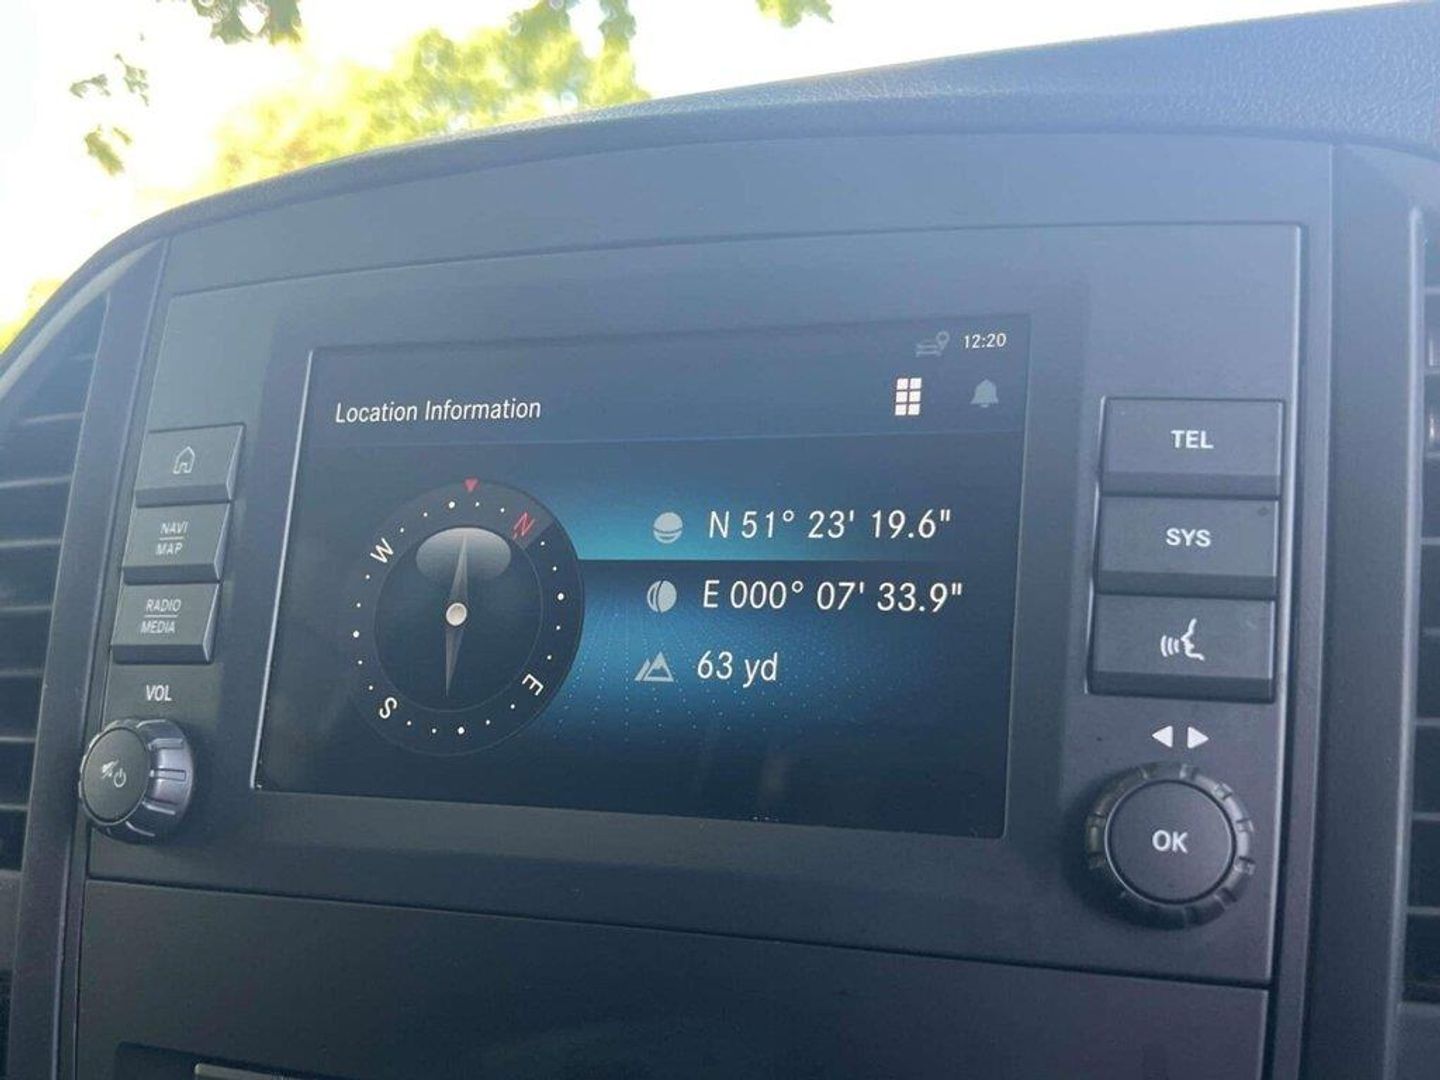 12:20
Location Information
N
W
E
S
N 51° 23' 19.6"
E 000° 07' 33.9"
63 yd
NAVI
MAP
RADIO
MEDIA
VOL
TEL
SYS
OK